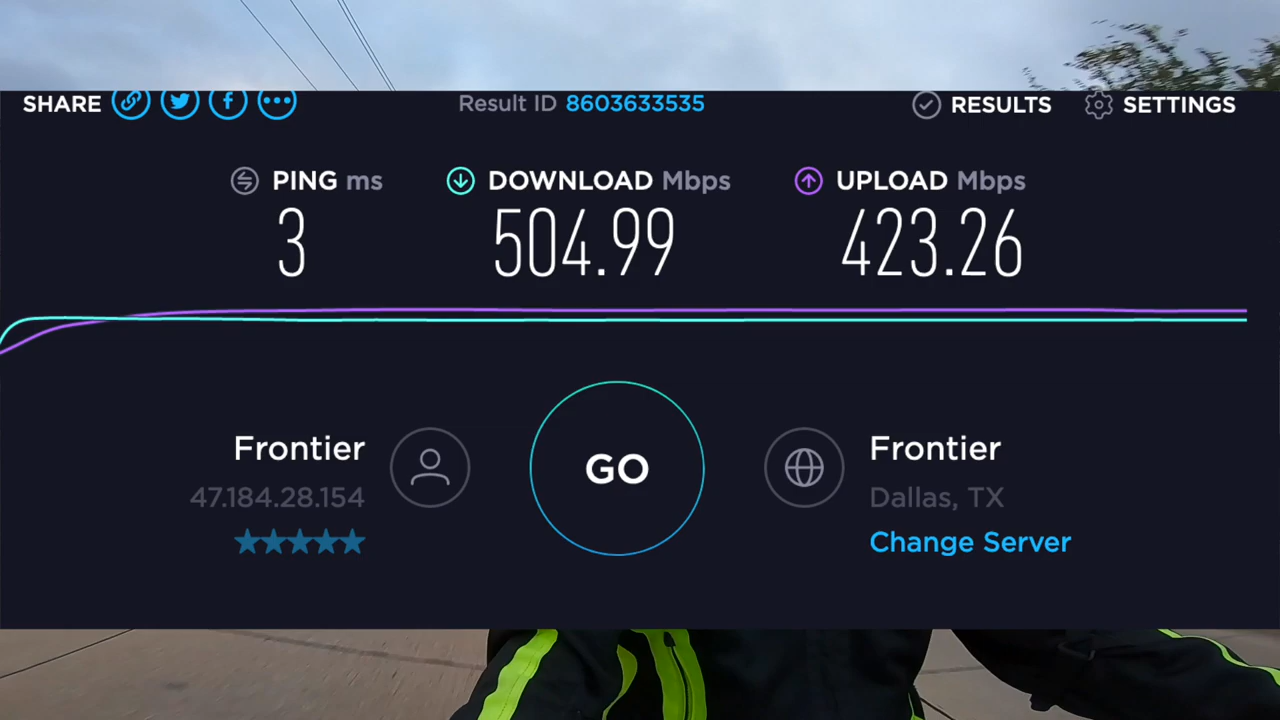 SHARE
Result ID 8603633535
RESULTS
SETTINGS
PING ms
DOWNLOAD Mbps
UPLOAD Mbps
3
504.99
423.26
GO
Frontier
47.184.28.154
Frontier
Dallas, TX
Change Server